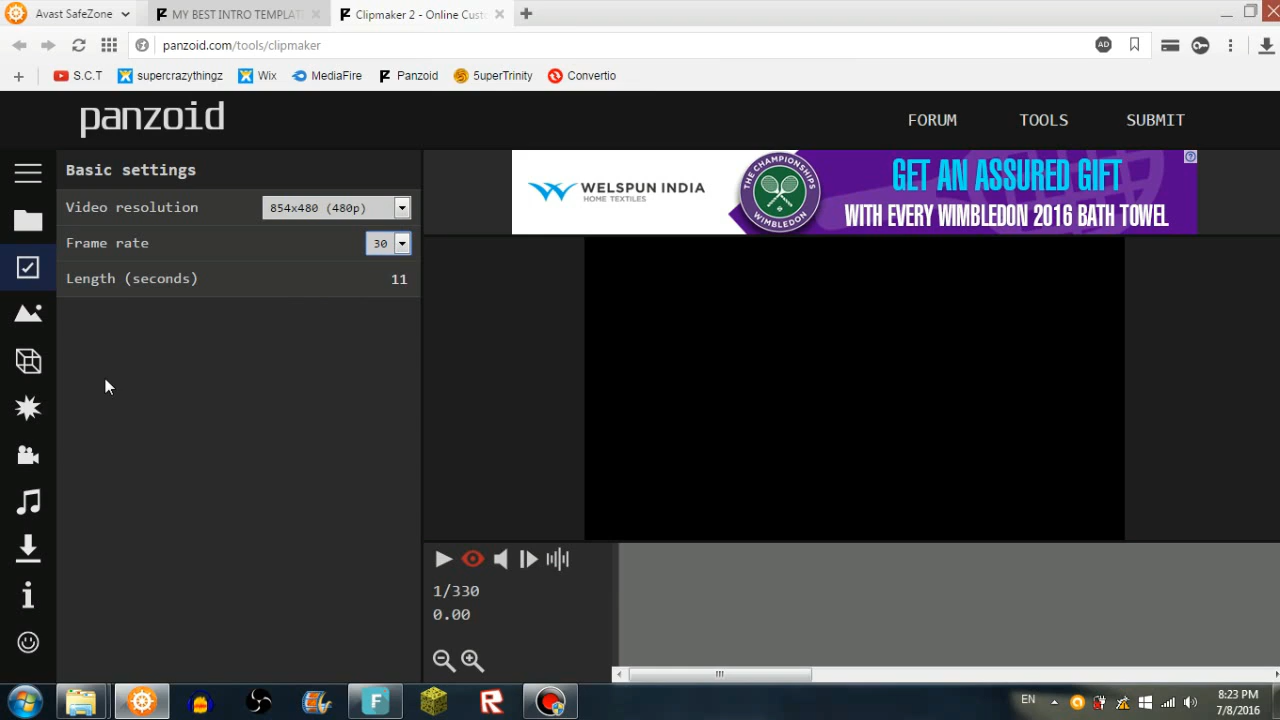 Avast SafeZone
MY BEST INTRO TEMPLAT
Clipmaker 2 - Online Cust
panzoid.com/tools/clipmaker
AD
S.C.T
supercrazythingz
Wix
MediaFire
Panzoid
5uperTrinity
Convertio
panzoid
FORUM
TOOLS
SUBMIT
Basic settings
Video resolution
854x480 (480p)
Frame rate
30
Length (seconds)
11
WELSPUN INDIA
HOME TEXTILES
THE CHAMPIONSHIPS
WIMBLEDON
GET AN ASSURED GIFT
WITH EVERY WIMBLEDON 2016 BATH TOWEL
1/330
0.00
EN
8:23 PM
7/8/2016